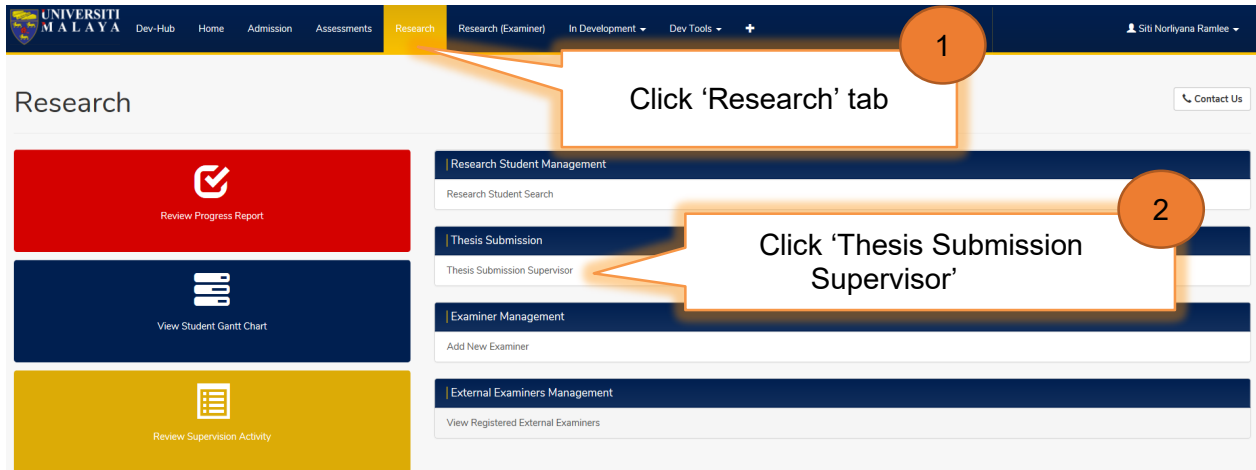 UNIVERSITI
MALAYA
Dev-Hub Home Admission Assessments Research Research (Examiner) In Development Dev Tools + Siti Norliyana Ramlee
1
Click ‘Research’ tab
Research
Contact Us
Review Progress Report
View Student Gantt Chart
Review Supervision Activity
Research Student Management
Research Student Search
2
Click ‘Thesis Submission
Supervisor’
Thesis Submission
Thesis Submission Supervisor
Examiner Management
Add New Examiner
External Examiners Management
View Registered External Examiners